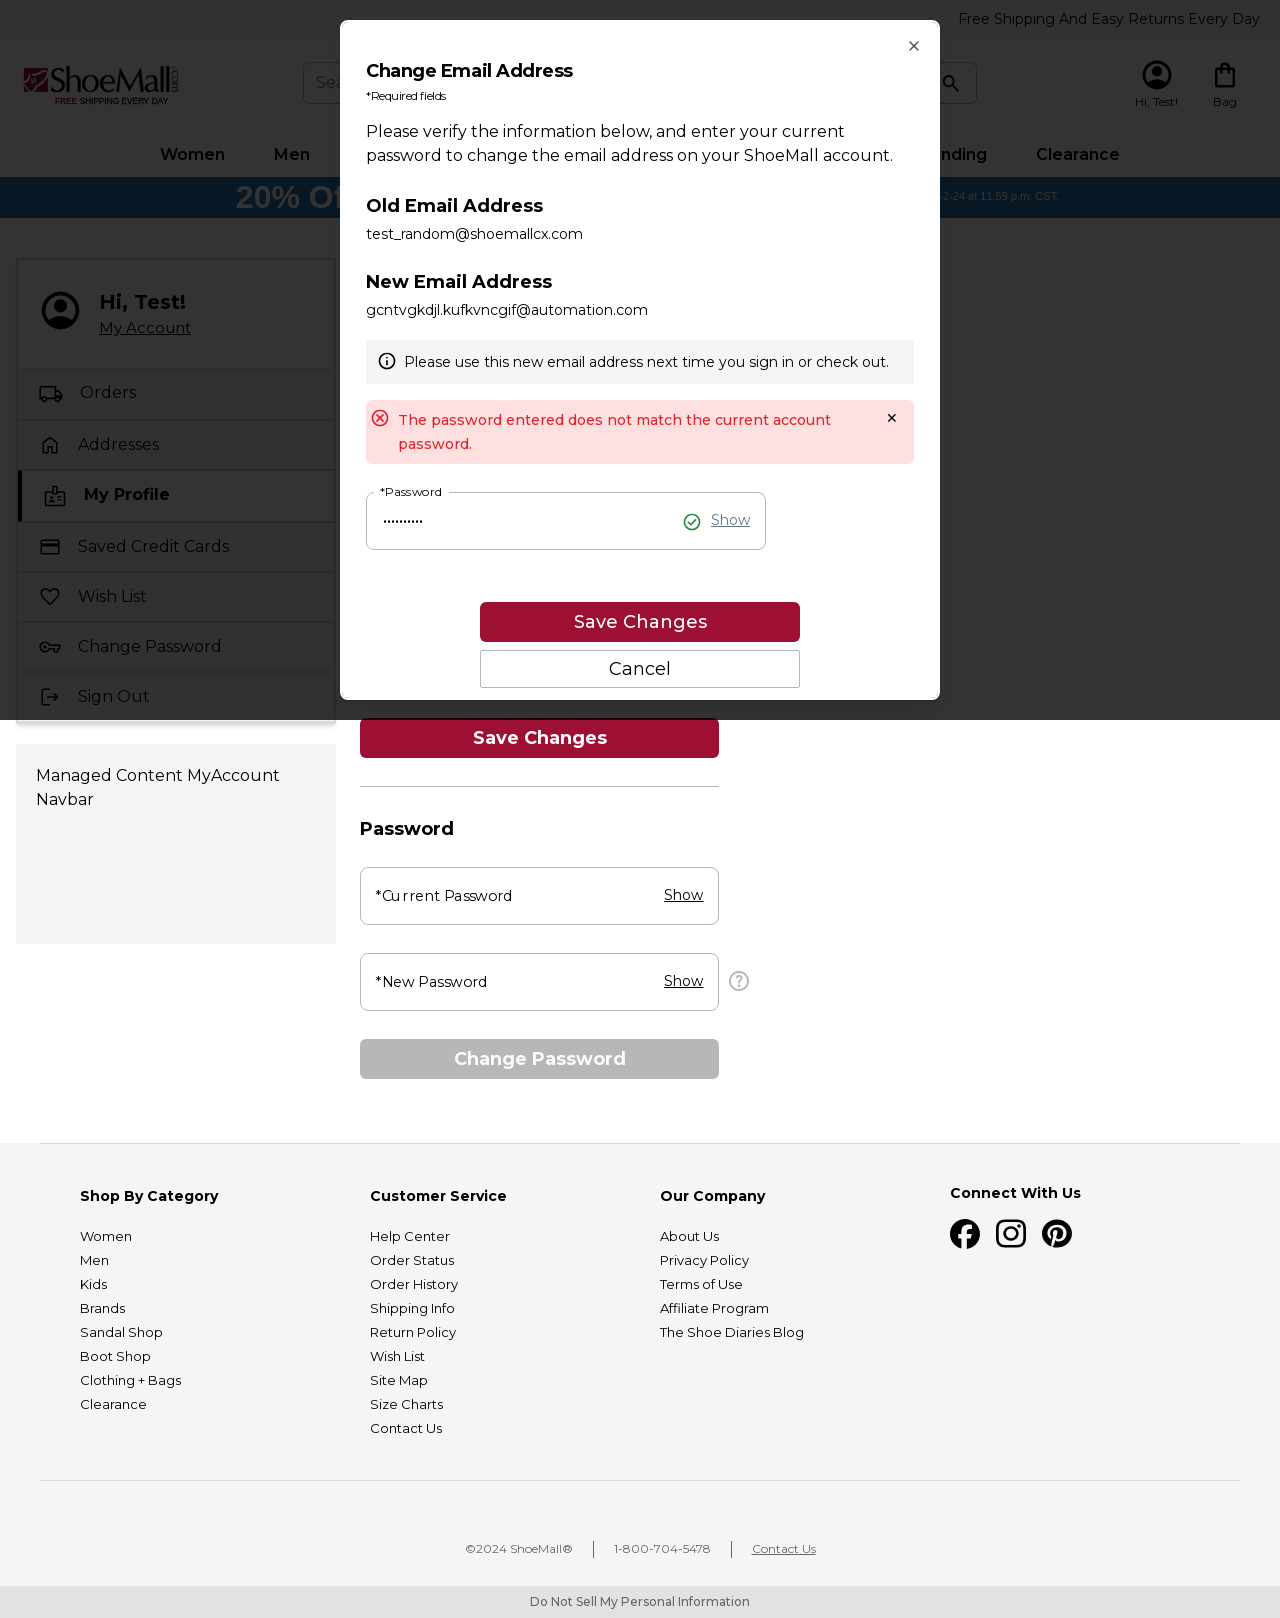 Free Shipping And Easy Returns Every Day
ShoeMall.com
FREE SHIPPING EVERY DAY
Sea
Hi, Test!
Bag
Women
Men
nding
Clearance
20% Of
-2-24 at 11:59 p.m. CST.
Change Email Address
*Required fields
Please verify the information below, and enter your current
password to change the email address on your ShoeMall account.
Old Email Address
test_random@shoemallcx.com
New Email Address
gcntvgkdjl.kufkvncgif@automation.com
Please use this new email address next time you sign in or check out.
The password entered does not match the current account
password.
*Password
Show
Save Changes
Cancel
Hi, Test!
My Account
Orders
Addresses
My Profile
Saved Credit Cards
Wish List
Change Password
Sign Out
Managed Content MyAccount
Navbar
Save Changes
Password
*Current Password
Show
*New Password
Show
Change Password
Shop By Category
Women
Men
Kids
Brands
Sandal Shop
Boot Shop
Clothing + Bags
Clearance
Customer Service
Help Center
Order Status
Order History
Shipping Info
Return Policy
Wish List
Site Map
Size Charts
Contact Us
Our Company
About Us
Privacy Policy
Terms of Use
Affiliate Program
The Shoe Diaries Blog
Connect With Us
©2024 ShoeMall®
1-800-704-5478
Contact Us
Do Not Sell My Personal Information